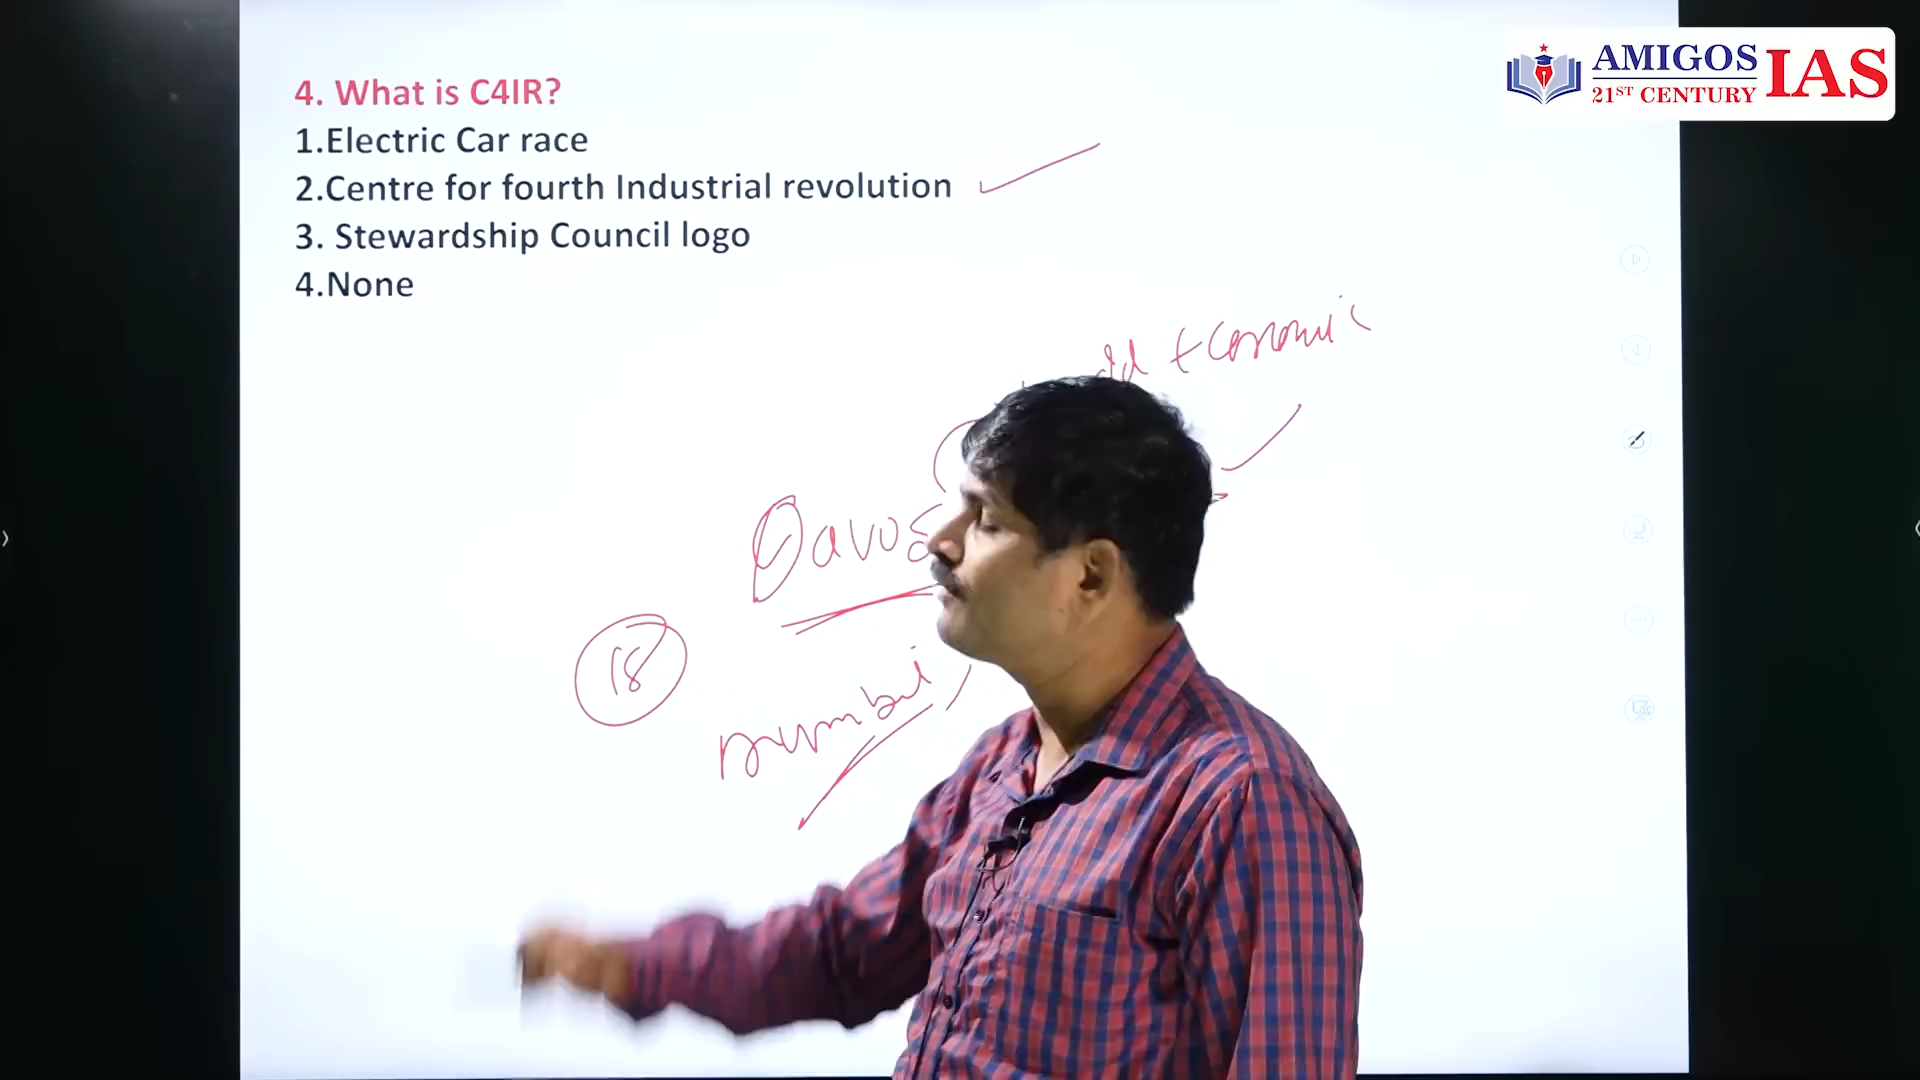 AMIGOS
21ST CENTURY
IAS
4. What is C4IR?
1.Electric Car race
2.Centre for fourth Industrial revolution
3. Stewardship Council logo
4.None
Economic
Davos
18
mumbai